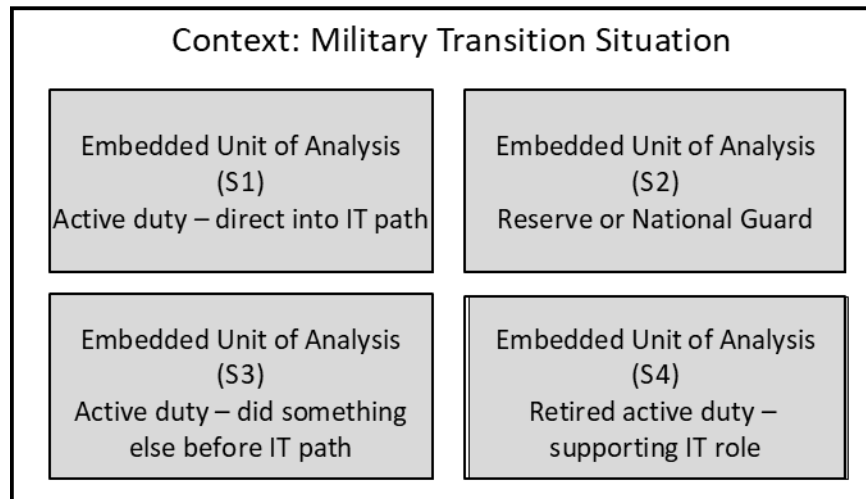 Context: Military Transition Situation
Embedded Unit of Analysis
(S1)
Active duty – direct into IT path
Embedded Unit of Analysis
(S2)
Reserve or National Guard
Embedded Unit of Analysis
(S3)
Active duty – did something
else before IT path
Embedded Unit of Analysis
(S4)
Retired active duty –
supporting IT role